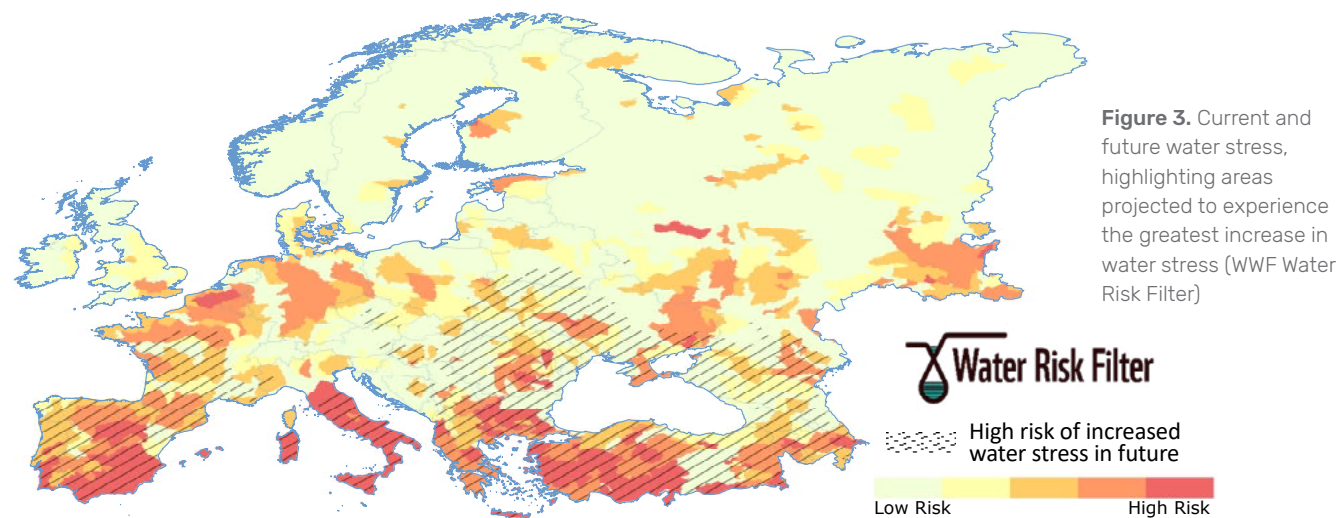 Figure 3. Current and
future water stress,
highlighting areas
projected to experience
the greatest increase in
water stress (WWF Water
Risk Filter)
Water Risk Filter
High risk of increased
water stress in future
Low Risk
High Risk